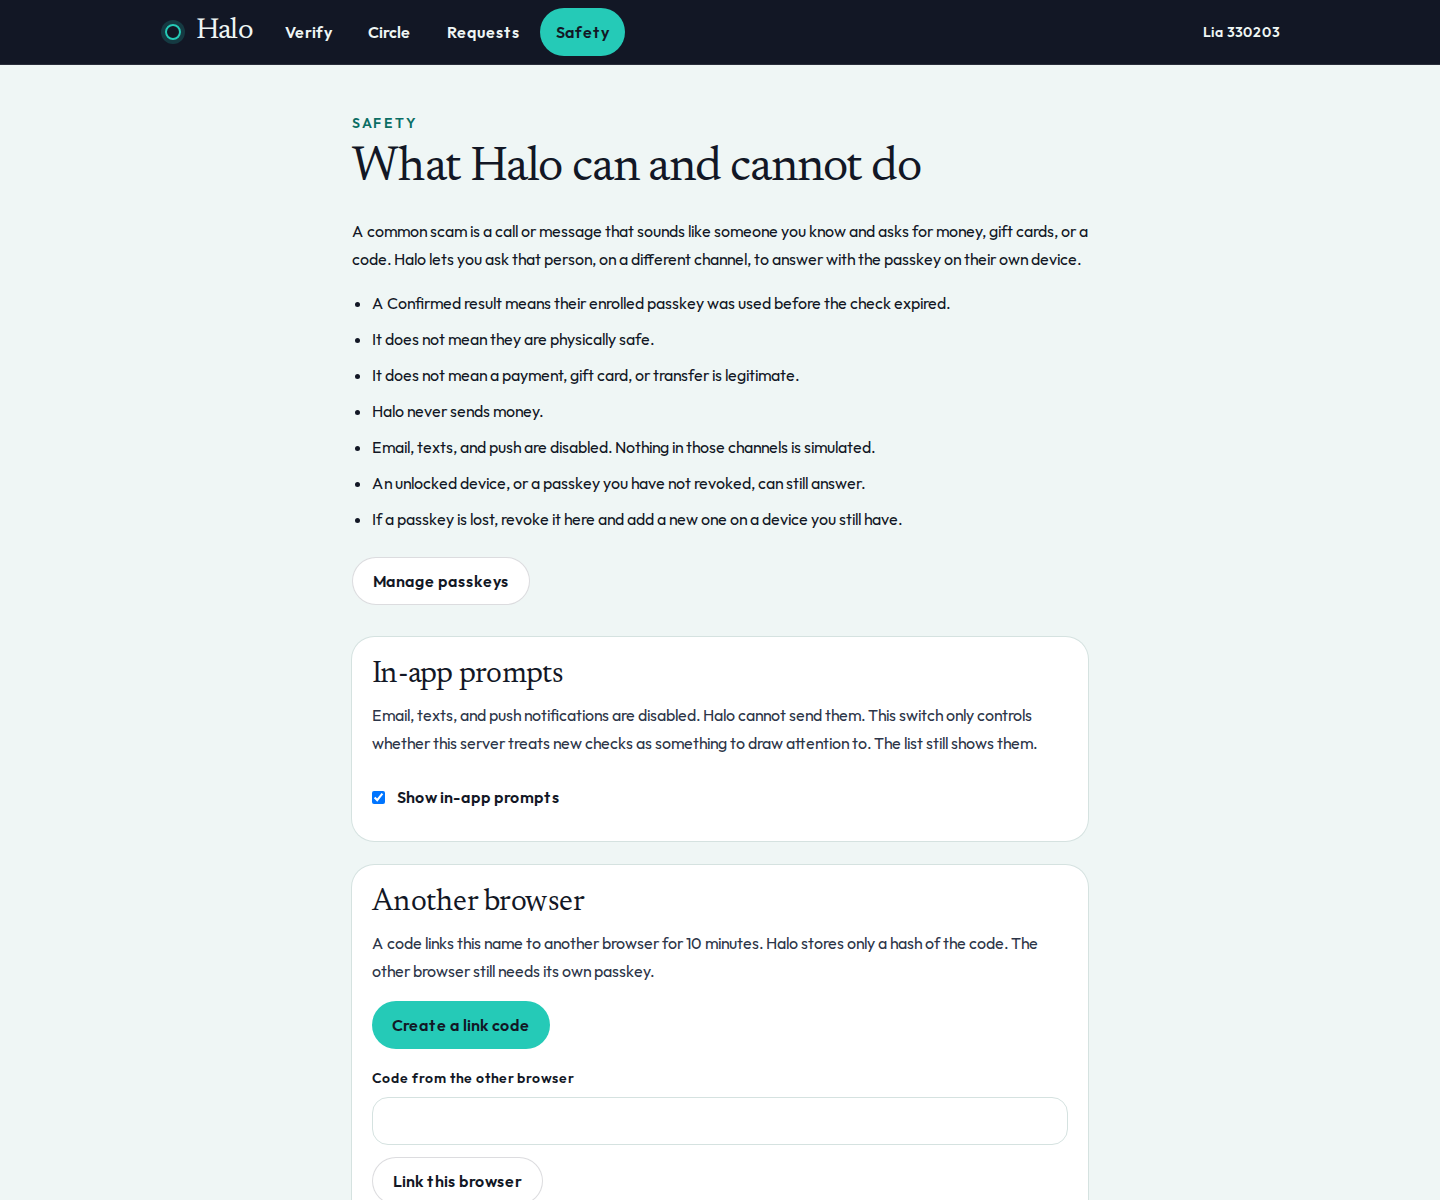 Halo Verify Circle Requests Safety Lia 330203
SAFETY
What Halo can and cannot do
A common scam is a call or message that sounds like someone you know and asks for money, gift cards, or a
code. Halo lets you ask that person, on a different channel, to answer with the passkey on their own device.
• A Confirmed result means their enrolled passkey was used before the check expired.
• It does not mean they are physically safe.
• It does not mean a payment, gift card, or transfer is legitimate.
• Halo never sends money.
• Email, texts, and push are disabled. Nothing in those channels is simulated.
• An unlocked device, or a passkey you have not revoked, can still answer.
• If a passkey is lost, revoke it here and add a new one on a device you still have.
Manage passkeys
In-app prompts
Email, texts, and push notifications are disabled. Halo cannot send them. This switch only controls
whether this server treats new checks as something to draw attention to. The list still shows them.
Show in-app prompts
Another browser
A code links this name to another browser for 10 minutes. Halo stores only a hash of the code. The
other browser still needs its own passkey.
Create a link code
Code from the other browser
Link this browser